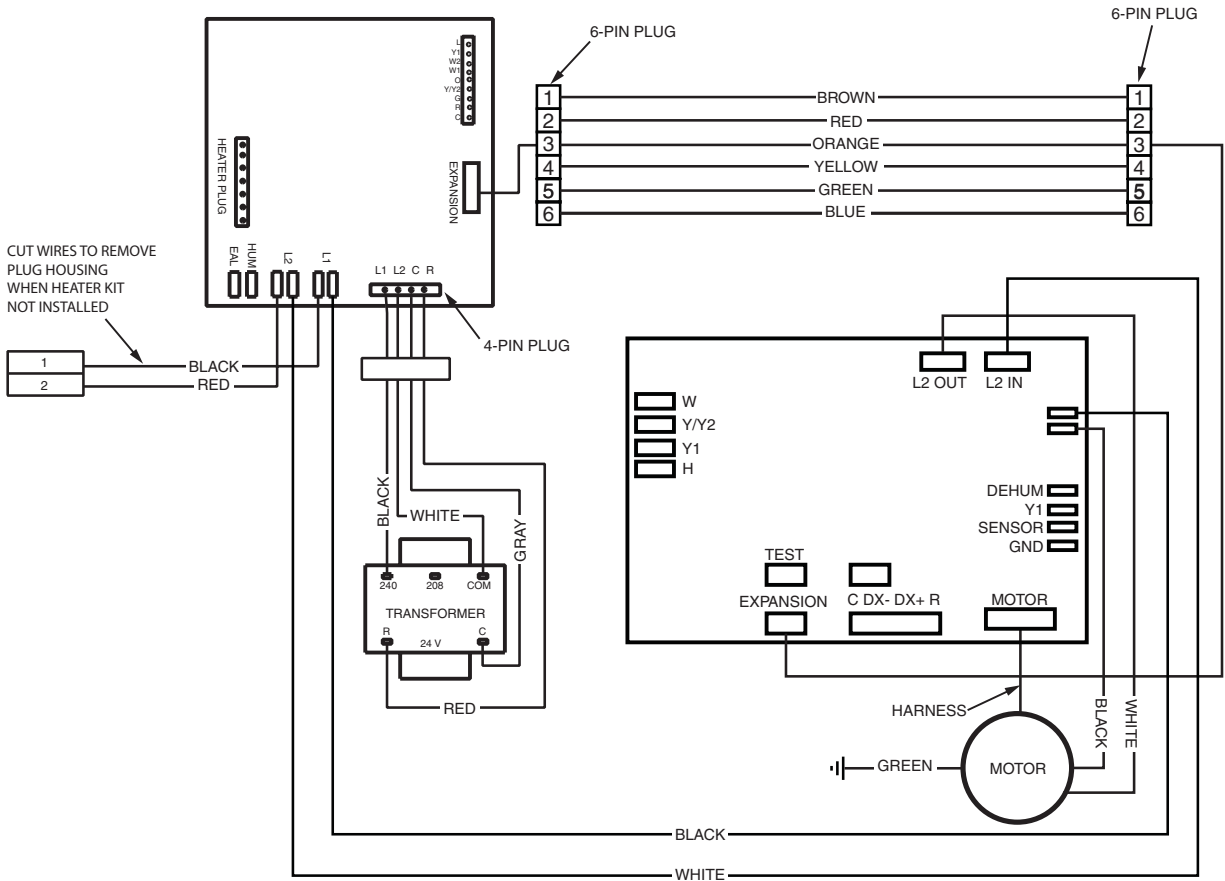 6-PIN PLUG
6-PIN PLUG
L
Y1
W2
W1
O
Y/Y2
G
R
C
1
2
3
4
5
6
BROWN
RED
ORANGE
YELLOW
GREEN
BLUE
1
2
3
4
5
6
HEATER PLUG
EXPANSION
CUT WIRES TO REMOVE
PLUG HOUSING
WHEN HEATER KIT
NOT INSTALLED
EAL
HUM
L2
L1
L1 L2 C R
4-PIN PLUG
1
2
BLACK
RED
BLACK
WHITE
GRAY
240
208
COM
TRANSFORMER
R
24 V
C
RED
L2 OUT
L2 IN
W
Y/Y2
Y1
H
DEHUM
Y1
SENSOR
GND
TEST
EXPANSION
C DX- DX+ R
MOTOR
HARNESS
BLACK
WHITE
GREEN
MOTOR
BLACK
WHITE